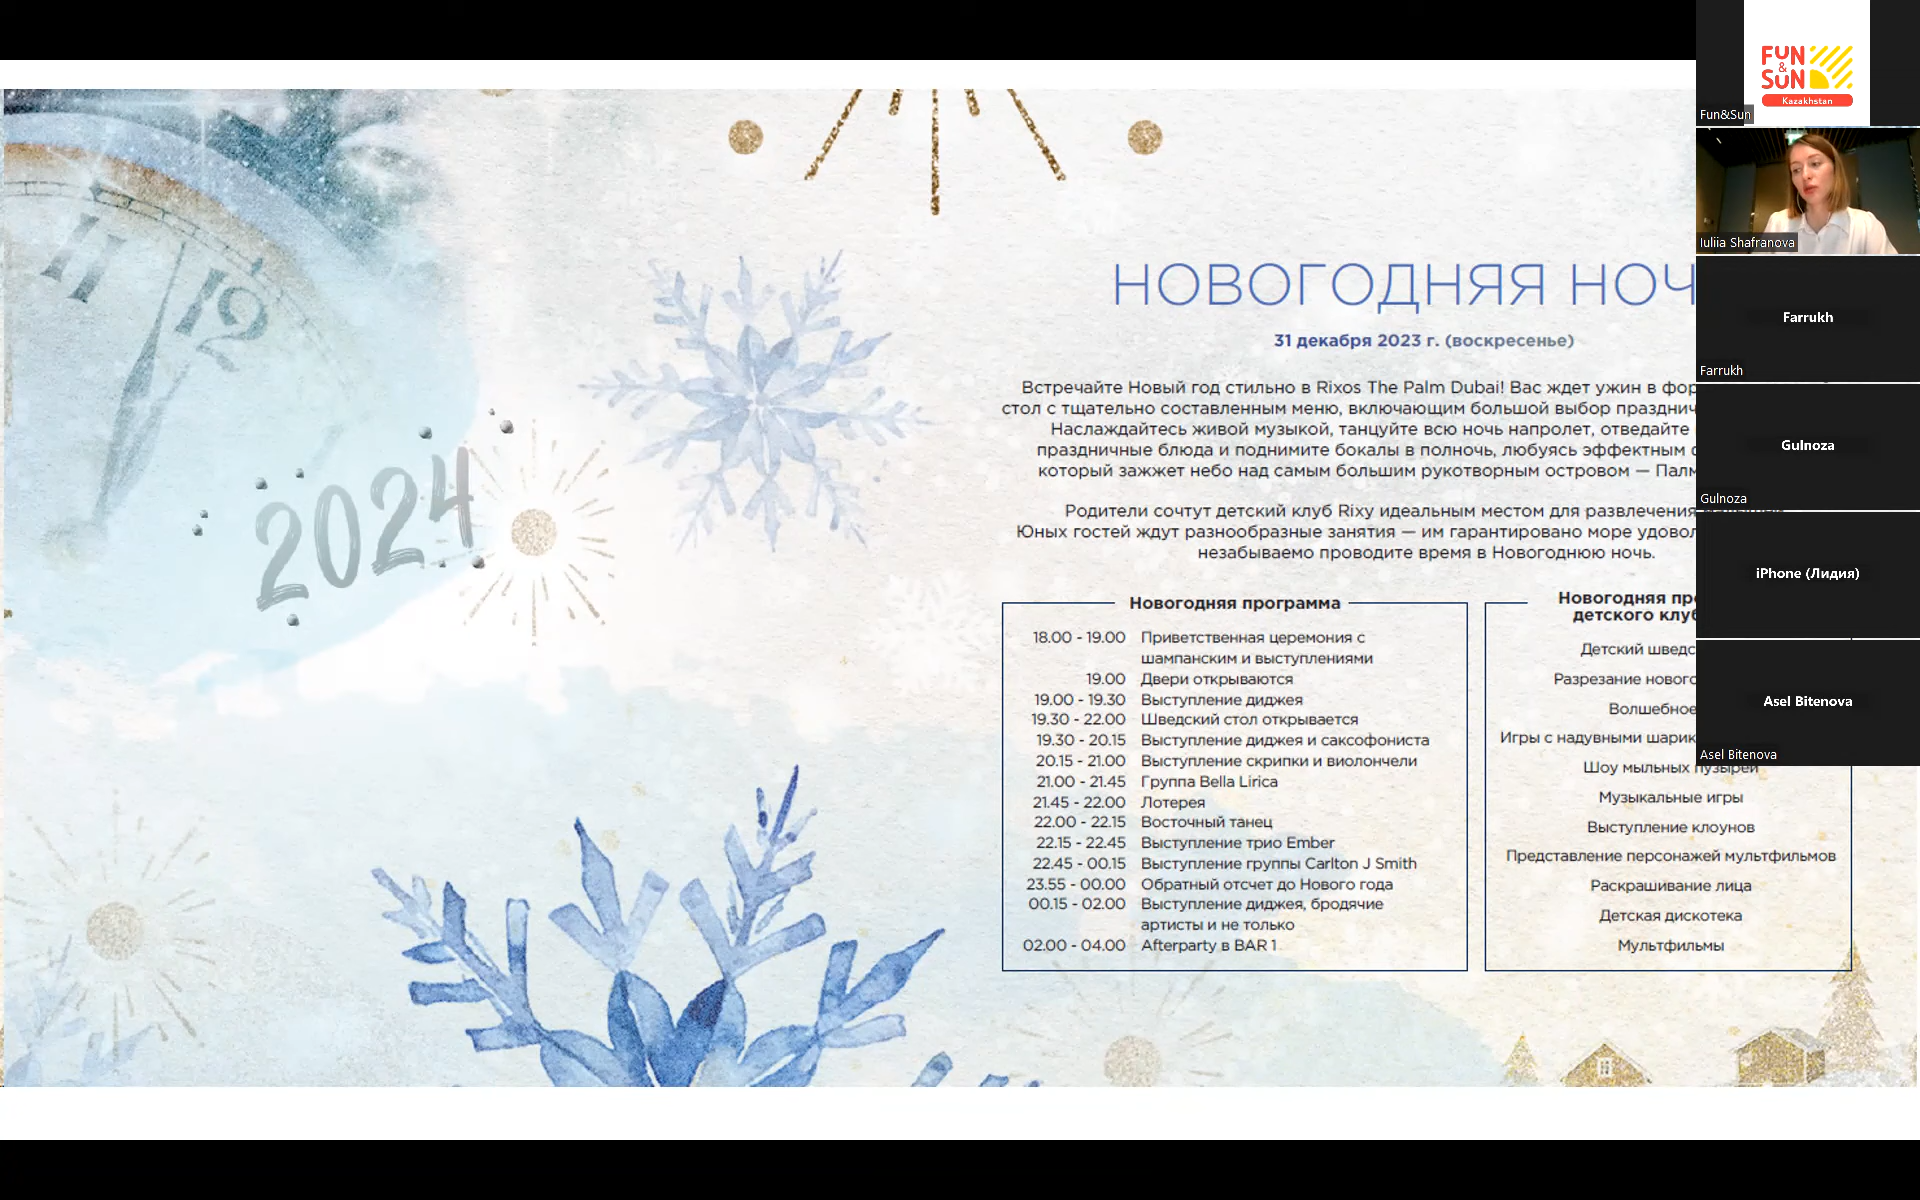 11
12
2024
НОВОГОДНЯЯ НОЧ
31 декабря 2023 г. (воскресенье)
Встречайте Новый год стильно в Rixos The Palm Dubai! Вас ждет ужин в фор
стол с тщательно составленным меню, включающим большой выбор празднич
Наслаждайтесь живой музыкой, танцуйте всю ночь напролет, отведайте
праздничные блюда и поднимите бокалы в полночь, любуясь эффектным
который зажжет небо над самым большим рукотворным островом — Палм
Родители сочтут детский клуб Rixy идеальным местом для развлечения
Юных гостей ждут разнообразные занятия — им гарантировано море удовол
незабываемо проводите время в Новогоднюю ночь.
Новогодняя программа
18.00 - 19.00 Приветственная церемония с
шампанским и выступлениями
19.00 Двери открываются
19.00 - 19.30 Выступление диджея
19.30 - 22.00 Шведский стол открывается
19.30 - 20.15 Выступление диджея и саксофониста
20.15 - 21.00 Выступление скрипки и виолончели
21.00 - 21.45 Группа Bella Lirica
21.45 - 22.00 Лотерея
22.00 - 22.15 Восточный танец
22.15 - 22.45 Выступление трио Ember
22.45 - 00.15 Выступление группы Carlton J Smith
23.55 - 00.00 Обратный отсчет до Нового года
00.15 - 02.00 Выступление диджея, бродячие
артисты и не только
02.00 - 04.00 Afterparty в BAR 1
Новогодняя пр
детского клуб
Детский шведс
Разрезание новог
Волшебное
Игры с надувными шарик
Шоу мыльных пузырей
Музыкальные игры
Выступление клоунов
Представление персонажей мультфильмов
Раскрашивание лица
Детская дискотека
Мультфильмы
FUN
&
SUN
Kazakhstan
Fun&Sun
Iuliia Shafranova
Farrukh
Farrukh
Gulnoza
Gulnoza
iPhone (Лидия)
Asel Bitenova
Asel Bitenova